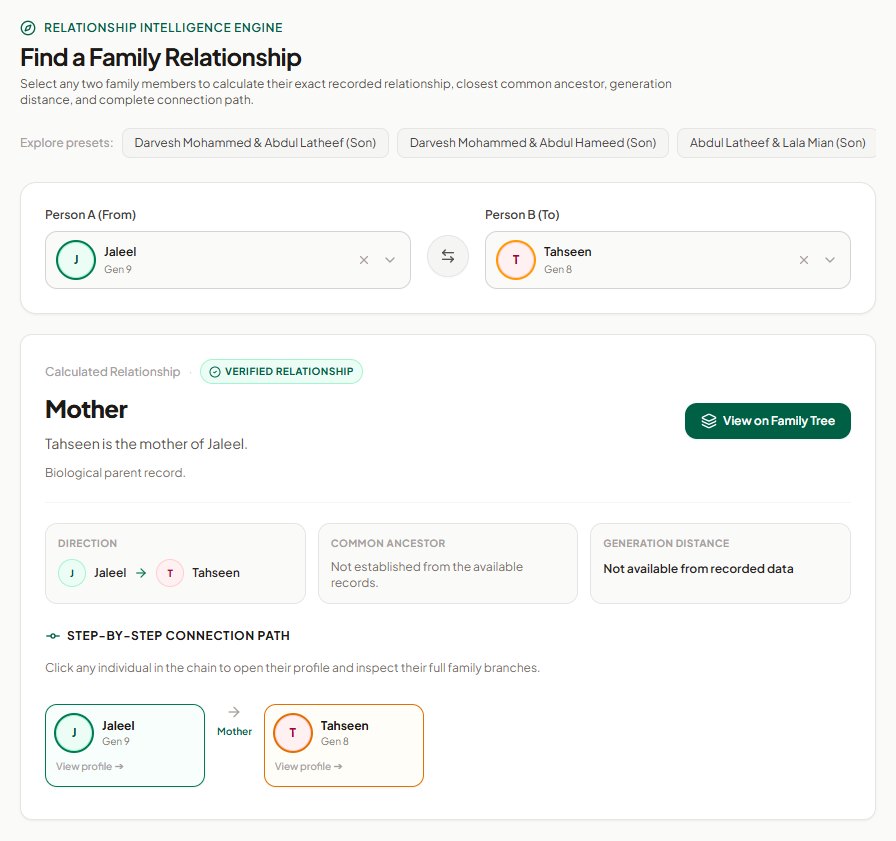 RELATIONSHIP INTELLIGENCE ENGINE
Find a Family Relationship
Select any two family members to calculate their exact recorded relationship, closest common ancestor, generation
distance, and complete connection path.
Explore presets: Darvesh Mohammed & Abdul Latheef (Son) Darvesh Mohammed & Abdul Hameed (Son) Abdul Latheef & Lala Mian (Son)
Person A (From) Person B (To)
J Jaleel T Tahseen
Gen 9 Gen 8
Calculated Relationship · VERIFIED RELATIONSHIP
Mother
View on Family Tree
Tahseen is the mother of Jaleel.
Biological parent record.
DIRECTION
J Jaleel → T Tahseen
COMMON ANCESTOR
Not established from the available
records.
GENERATION DISTANCE
Not available from recorded data
STEP-BY-STEP CONNECTION PATH
Click any individual in the chain to open their profile and inspect their full family branches.
J Jaleel
Gen 9
View profile →
→
Mother
T Tahseen
Gen 8
View profile →